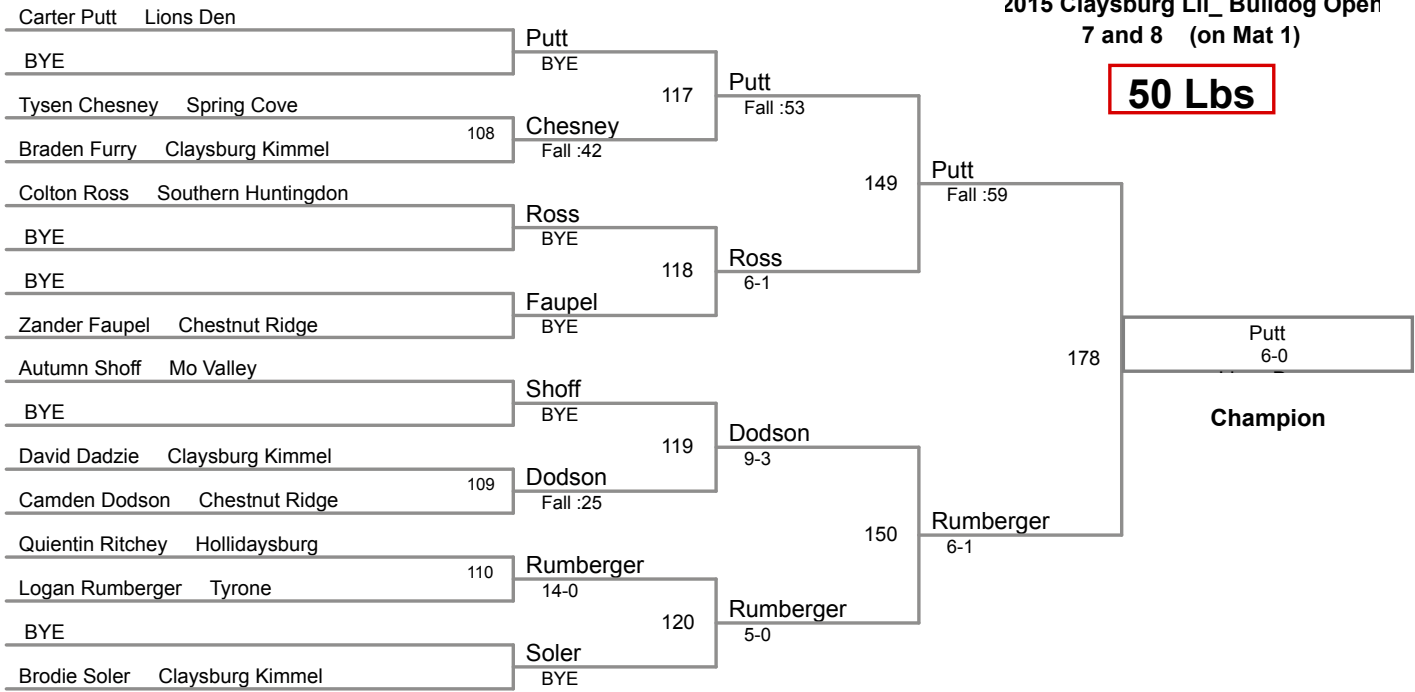 2015 Claysburg Lil_ Bulldog Open
7 and 8 (on Mat 1)
50 Lbs
Carter Putt Lions Den
BYE
Tysen Chesney Spring Cove
Braden Furry Claysburg Kimmel
Colton Ross Southern Huntingdon
BYE
BYE
Zander Faupel Chestnut Ridge
Autumn Shoff Mo Valley
BYE
David Dadzie Claysburg Kimmel
Camden Dodson Chestnut Ridge
Quientin Ritchey Hollidaysburg
Logan Rumberger Tyrone
BYE
Brodie Soler Claysburg Kimmel
108
109
110
Putt
BYE
Chesney
Fall :42
Ross
BYE
Faupel
BYE
Shoff
BYE
Dodson
Fall :25
Rumberger
14-0
Soler
BYE
117
118
119
120
Putt
Fall :53
Ross
6-1
Dodson
9-3
Rumberger
5-0
149
150
Putt
Fall :59
Rumberger
6-1
178
Putt
6-0
Champion